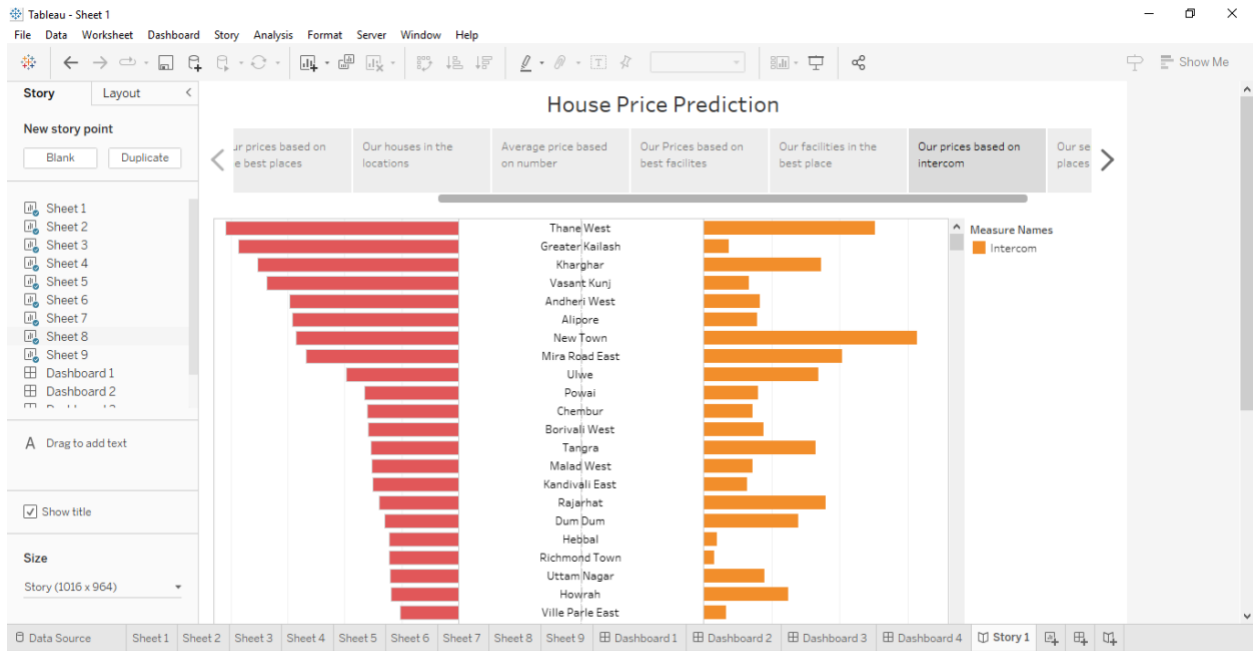 Tableau - Sheet 1
File Data Worksheet Dashboard Story Analysis Format Server Window Help
Show Me
Story Layout
New story point
Blank Duplicate
Sheet 1
Sheet 2
Sheet 3
Sheet 4
Sheet 5
Sheet 6
Sheet 7
Sheet 8
Sheet 9
Dashboard 1
Dashboard 2
A Drag to add text
Show title
Size
Story (1016 x 964)
House Price Prediction
ur prices based on
e best places
Our houses in the
locations
Average price based
on number
Our Prices based on
best facilites
Our facilities in the
best place
Our prices based on
intercom
Our se
places
Thane West
Greater Kailash
Kharghar
Vasant Kunj
Andheri West
Alipore
New Town
Mira Road East
Ulwe
Powai
Chembur
Borivali West
Tangra
Malad West
Kandivali East
Rajarhat
Dum Dum
Hebbal
Richmond Town
Uttam Nagar
Howrah
Ville Parle East
Measure Names
Intercom
Data Source Sheet 1 Sheet 2 Sheet 3 Sheet 4 Sheet 5 Sheet 6 Sheet 7 Sheet 8 Sheet 9 Dashboard 1 Dashboard 2 Dashboard 3 Dashboard 4 Story 1